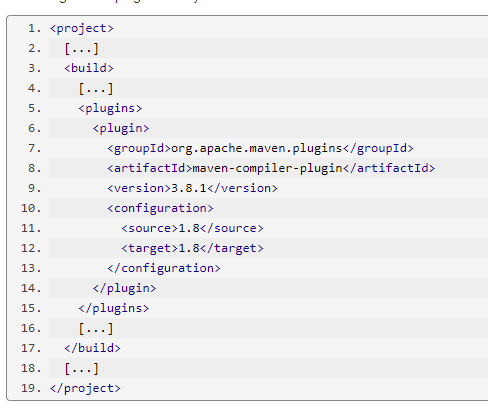 1. <project>
2.   [...]
3.   <build>
4.     [...]
5.     <plugins>
6.       <plugin>
7.         <groupId>org.apache.maven.plugins</groupId>
8.         <artifactId>maven-compiler-plugin</artifactId>
9.         <version>3.8.1</version>
10.         <configuration>
11.           <source>1.8</source>
12.           <target>1.8</target>
13.         </configuration>
14.       </plugin>
15.     </plugins>
16.     [...]
17.   </build>
18.   [...]
19. </project>